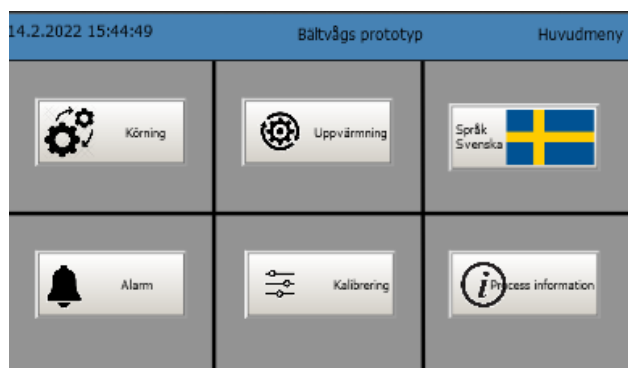 14.2.2022 15:44:49 Bältvågs prototyp Huvudmeny
Körning
Uppvärmning
Språk
Svenska
Alarm
Kalibrering
Process information